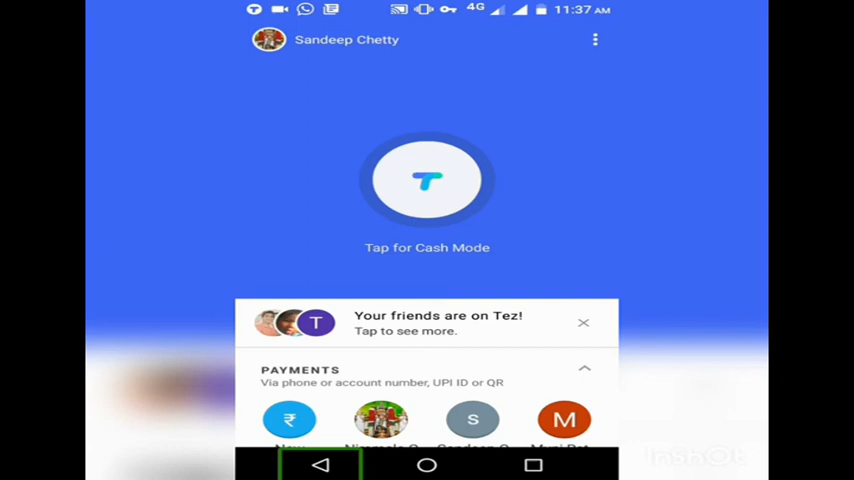 4G 11:37 AM
Sandeep Chetty
Tap for Cash Mode
T
Your friends are on Tez!
Tap to see more.
PAYMENTS
Via phone or account number, UPI ID or QR
₹ s M
InshOt